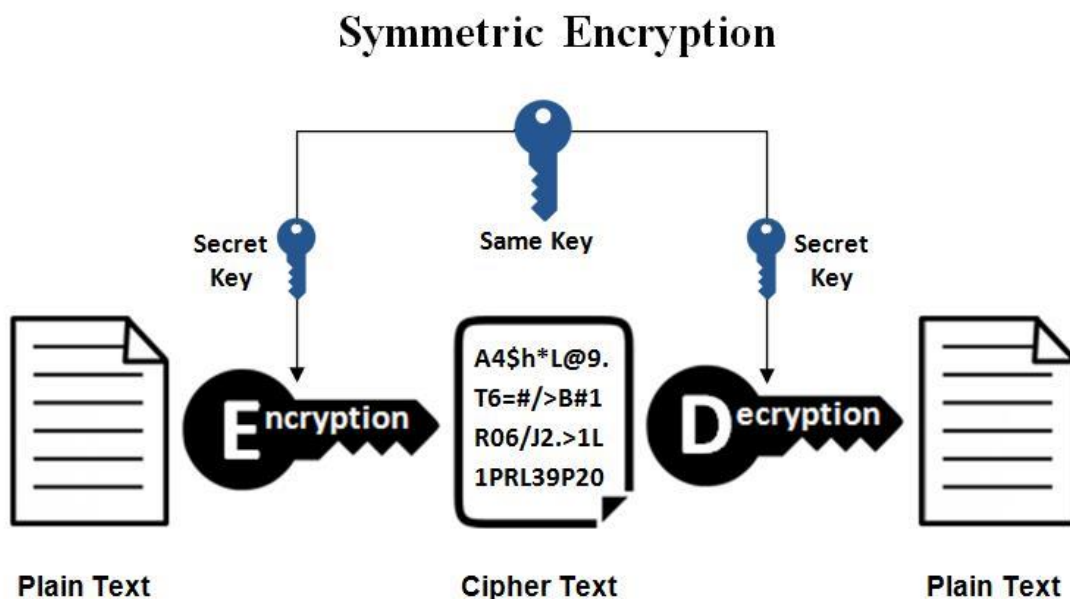 Symmetric Encryption
Secret
Key
Same Key
Secret
Key
Encryption
A4$h*L@9.
T6=#/>B#1
R06/J2.>1L
1PRL39P20
Decryption
Plain Text
Cipher Text
Plain Text